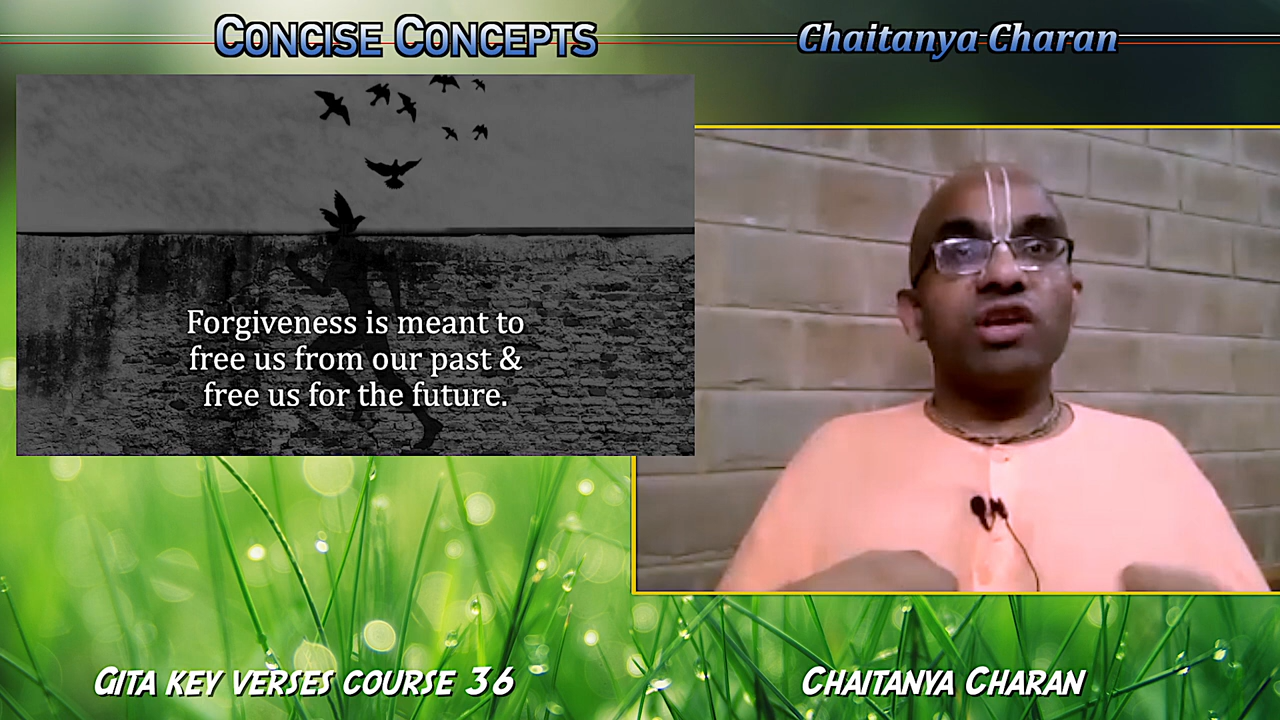 CONCISE CONCEPTS
Chaitanya Charan
Forgiveness is meant to
free us from our past &
free us for the future.
GITA KEY VERSES COURSE 36
CHAITANYA CHARAN